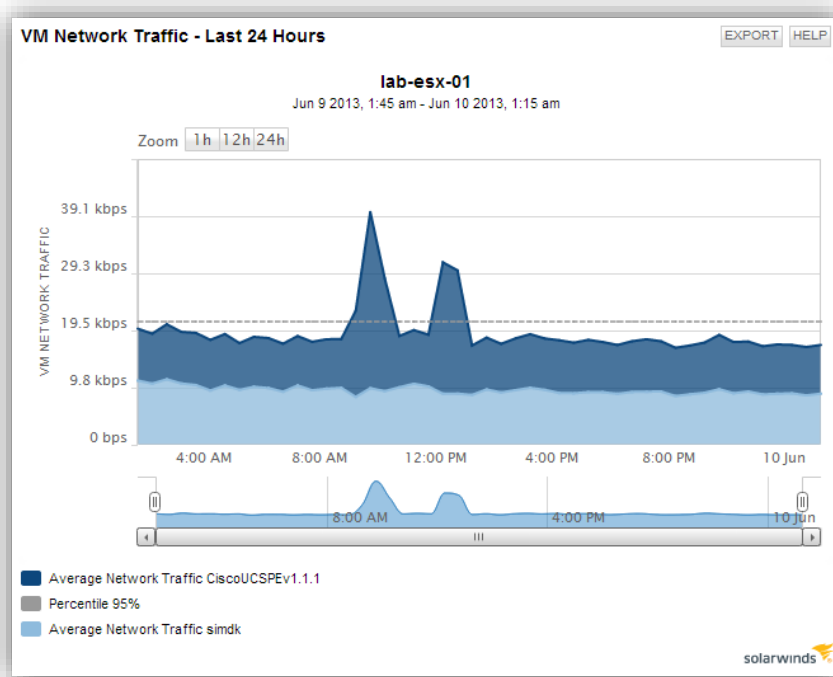 VM Network Traffic - Last 24 Hours
EXPORT HELP
lab-esx-01
Jun 9 2013, 1:45 am - Jun 10 2013, 1:15 am
Zoom 1h 12h 24h
VM NETWORK TRAFFIC
39.1 kbps
29.3 kbps
19.5 kbps
9.8 kbps
0 bps
4:00 AM 8:00 AM 12:00 PM 4:00 PM 8:00 PM 10 Jun
8:00 AM 4:00 PM 10 Jun
Average Network Traffic CiscoUCSPEv1.1.1
Percentile 95%
Average Network Traffic simdk
solarwinds